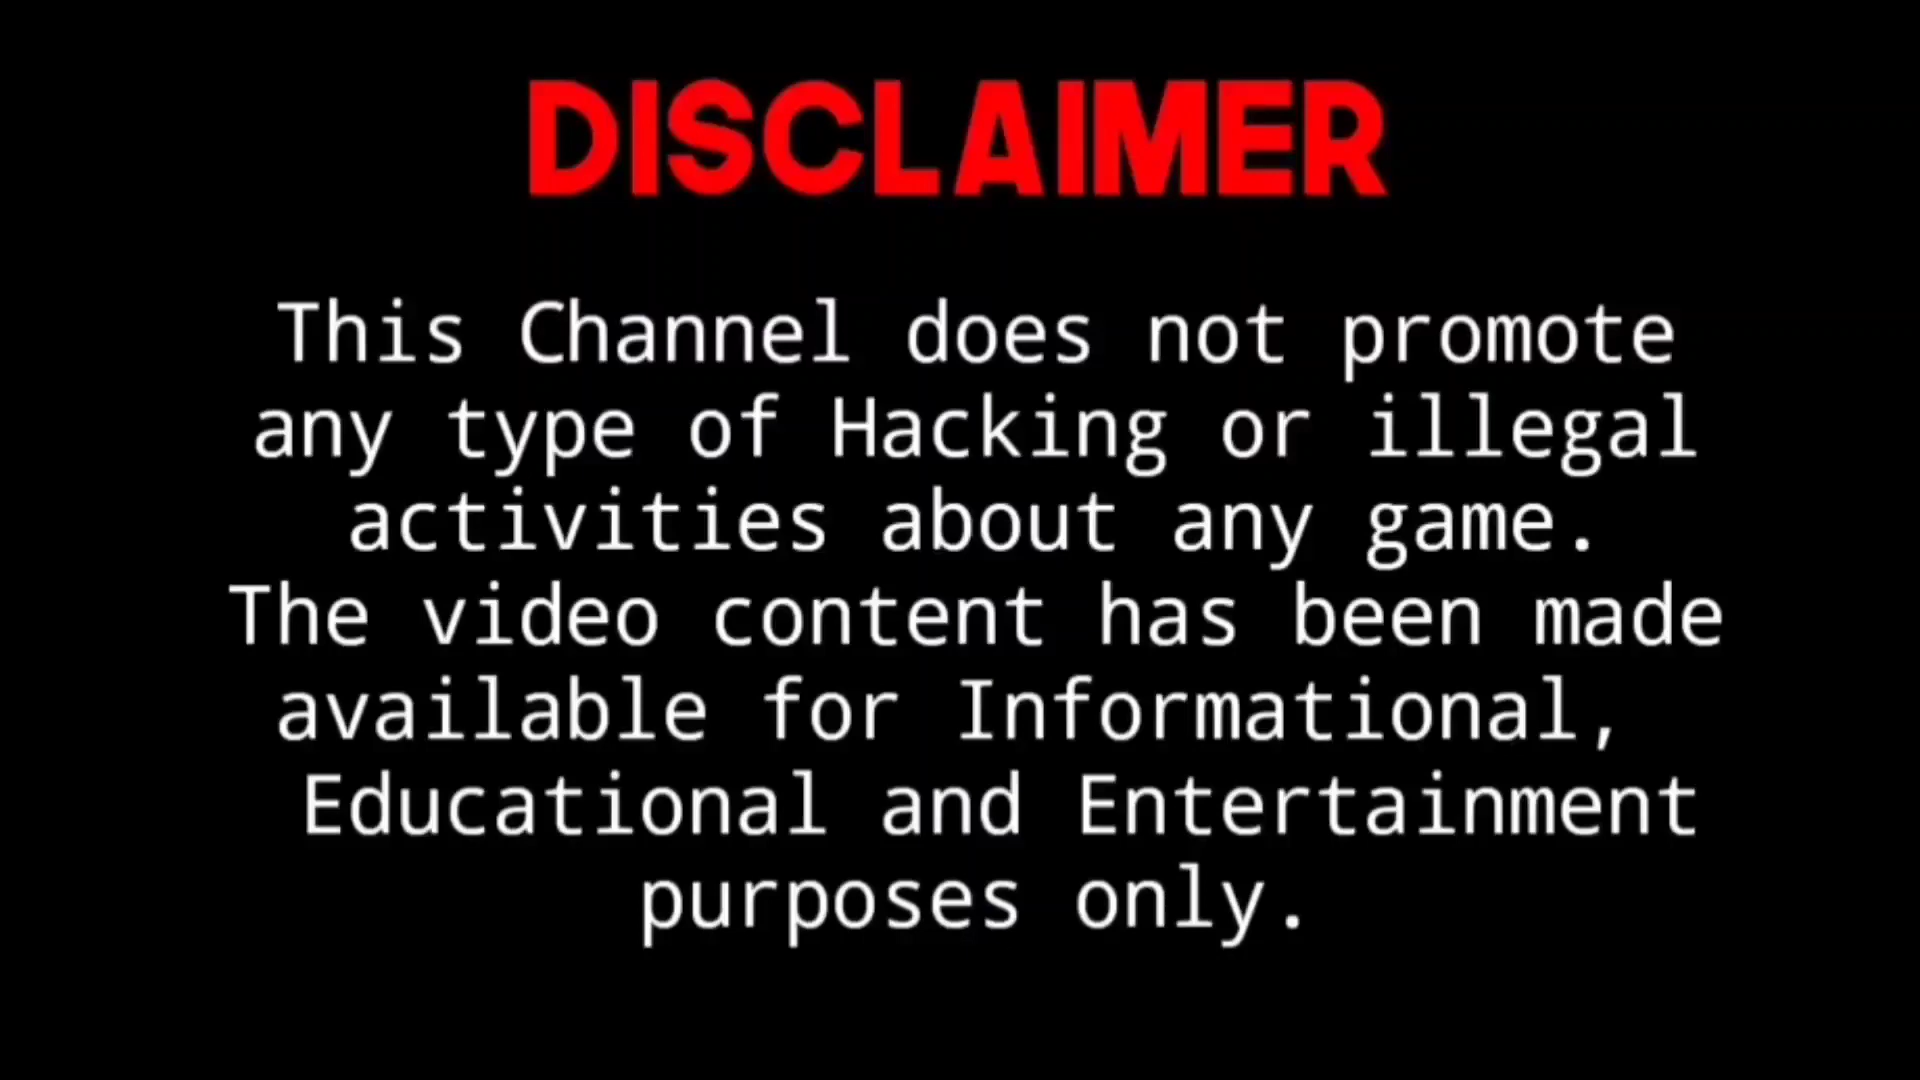 DISCLAIMER
This Channel does not promote
any type of Hacking or illegal
activities about any game.
The video content has been made
available for Informational,
Educational and Entertainment
purposes only.